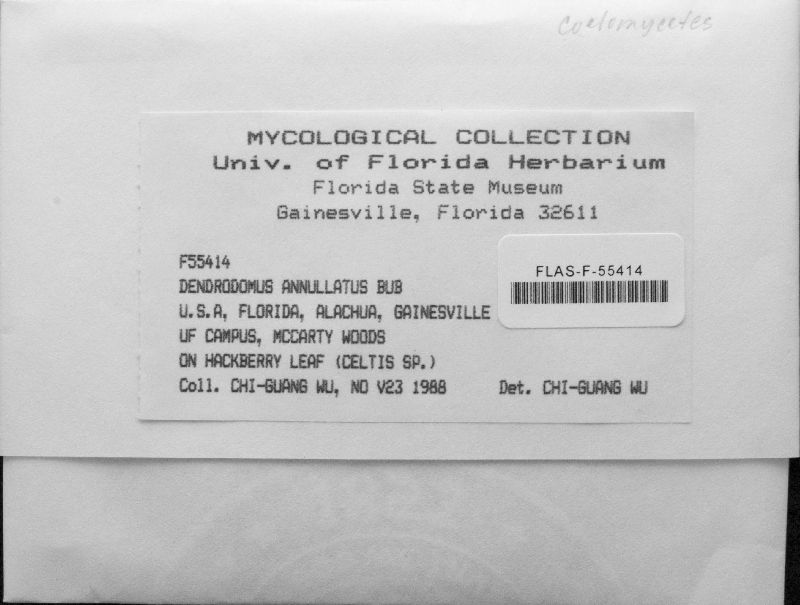 Coelomycetes
MYCOLOGICAL COLLECTION
Univ. of Florida Herbarium
Florida State Museum
Gainesville, Florida 32611
F55414
DENDRODOMUS ANNULLATUS BUB
U.S.A, FLORIDA, ALACHUA, GAINESVILLE
UF CAMPUS, MCCARTY WOODS
ON HACKBERRY LEAF (CELTIS SP.)
Coll. CHI-GUANG WU, NO V23 1988 Det. CHI-GUANG WU
FLAS-F-55414